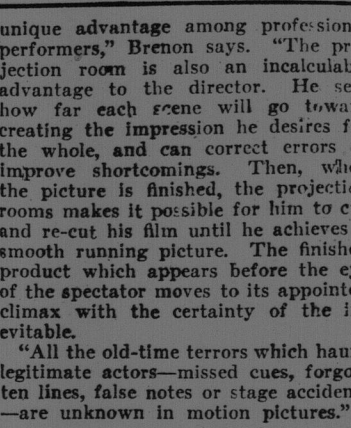 unique advantage among profession
performers,” Brenon says. “The pr
jection room is also an incalculab
advantage to the director. He se
how far each scene will go towa
creating the impression he desires f
the whole, and can correct errors
improve shortcomings. Then, whe
the picture is finished, the projecti
rooms makes it possible for him to c
and re-cut his film until he achieves
smooth running picture. The finishe
product which appears before the ey
of the spectator moves to its appointe
climax with the certainty of the i
evitable.
“All the old-time terrors which hau
legitimate actors—missed cues, forgo
ten lines, false notes or stage acciden
—are unknown in motion pictures.”